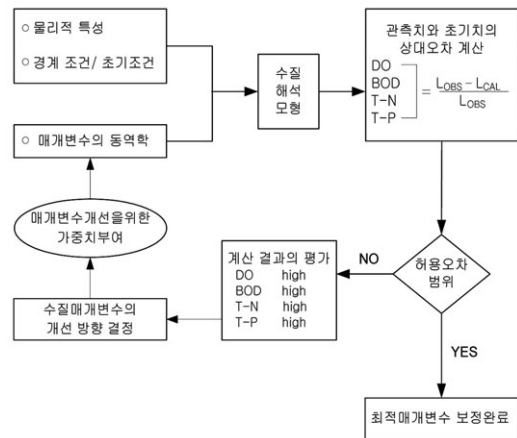 ○ 물리적 특성
○ 경계 조건/ 초기조건
○ 매개변수의 동역학
수질
해석
모형
관측치와 초기치의
상대오차 계산
DO
BOD
T-N
T-P
= (L_OBS - L_CAL) / L_OBS
허용오차
범위
NO
YES
계산 결과의 평가
DO high
BOD high
T-N high
T-P high
수질매개변수의
개선 방향 결정
매개변수개선을위한
가중치부여
최적매개변수 보정완료